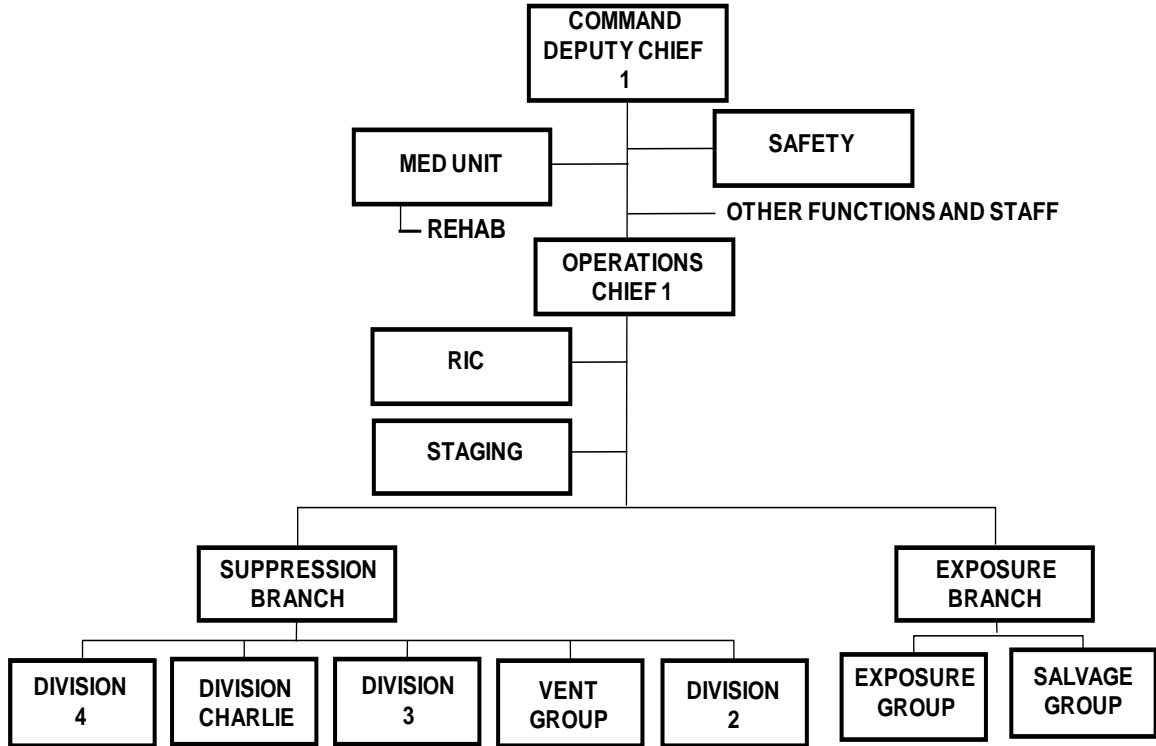 COMMAND
DEPUTY CHIEF
1
SAFETY
MED UNIT
OTHER FUNCTIONS AND STAFF
REHAB
OPERATIONS
CHIEF 1
RIC
STAGING
SUPPRESSION
BRANCH
EXPOSURE
BRANCH
DIVISION
4
DIVISION
CHARLIE
DIVISION
3
VENT
GROUP
DIVISION
2
EXPOSURE
GROUP
SALVAGE
GROUP